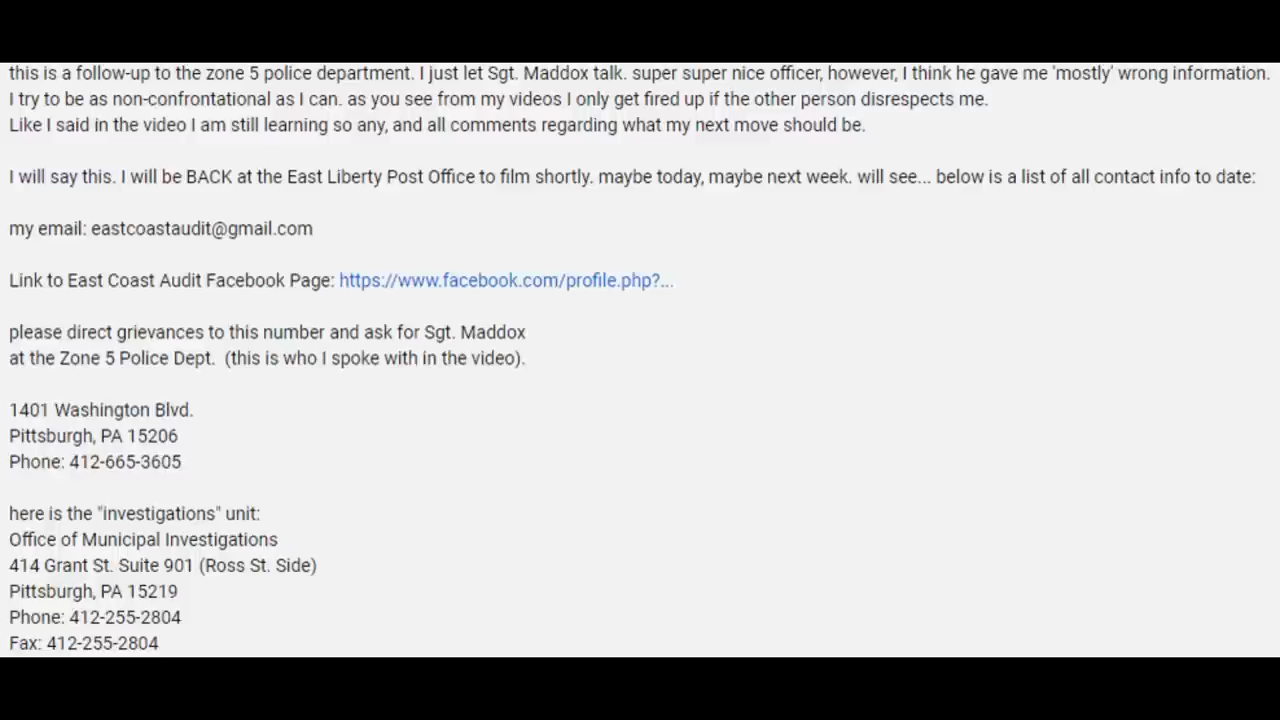 this is a follow-up to the zone 5 police department. I just let Sgt. Maddox talk. super super nice officer, however, I think he gave me 'mostly' wrong information.
I try to be as non-confrontational as I can. as you see from my videos I only get fired up if the other person disrespects me.
Like I said in the video I am still learning so any, and all comments regarding what my next move should be.
I will say this. I will be BACK at the East Liberty Post Office to film shortly. maybe today, maybe next week. will see... below is a list of all contact info to date:
my email: eastcoastaudit@gmail.com
Link to East Coast Audit Facebook Page: https://www.facebook.com/profile.php?...
please direct grievances to this number and ask for Sgt. Maddox
at the Zone 5 Police Dept.  (this is who I spoke with in the video).
1401 Washington Blvd.
Pittsburgh, PA 15206
Phone: 412-665-3605
here is the "investigations" unit:
Office of Municipal Investigations
414 Grant St. Suite 901 (Ross St. Side)
Pittsburgh, PA 15219
Phone: 412-255-2804
Fax: 412-255-2804